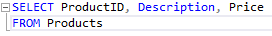 SELECT ProductID, Description, Price
FROM Products